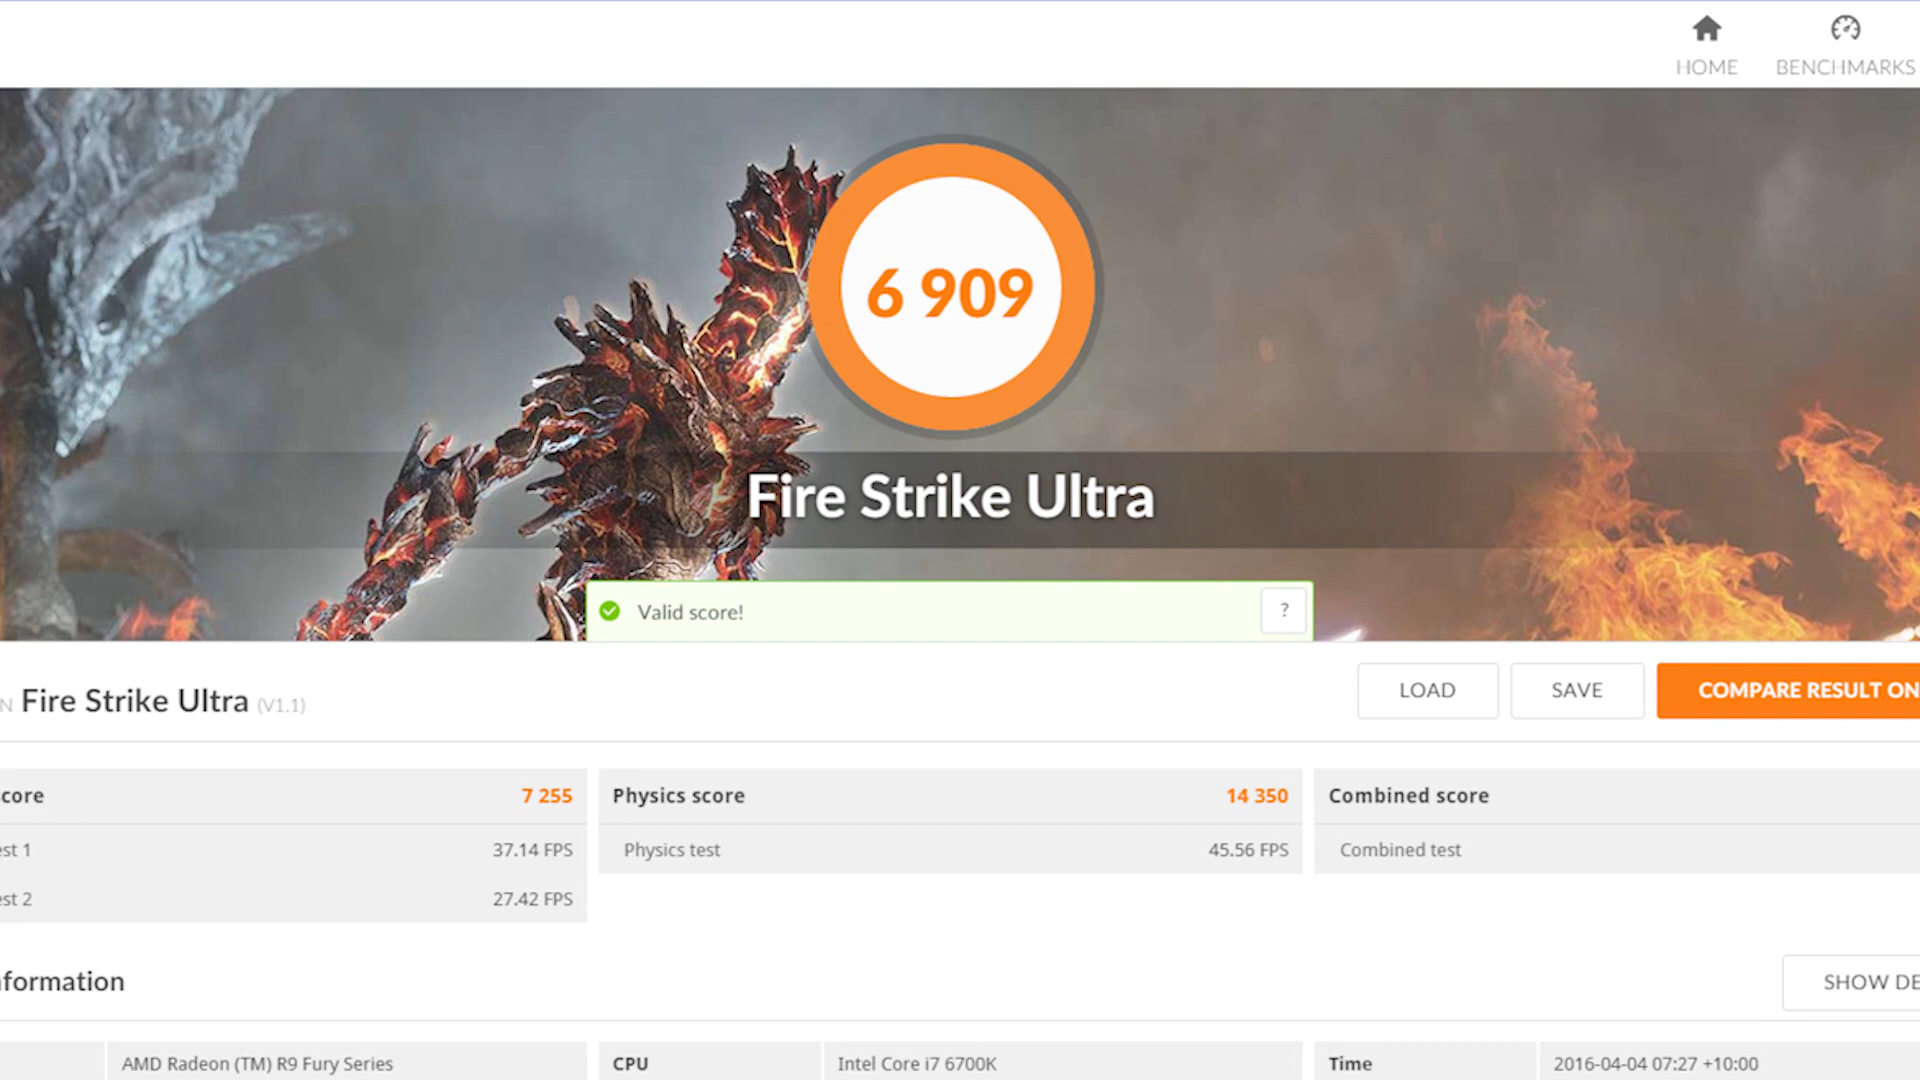 HOME BENCHMARKS
6 909
Fire Strike Ultra
Valid score! ?
N Fire Strike Ultra (V1.1) LOAD SAVE COMPARE RESULT ON
core 7 255 Physics score 14 350 Combined score
est 1 37.14 FPS Physics test 45.56 FPS Combined test
est 2 27.42 FPS
formation SHOW DE
AMD Radeon (TM) R9 Fury Series CPU Intel Core i7 6700K Time 2016-04-04 07:27 +10:00